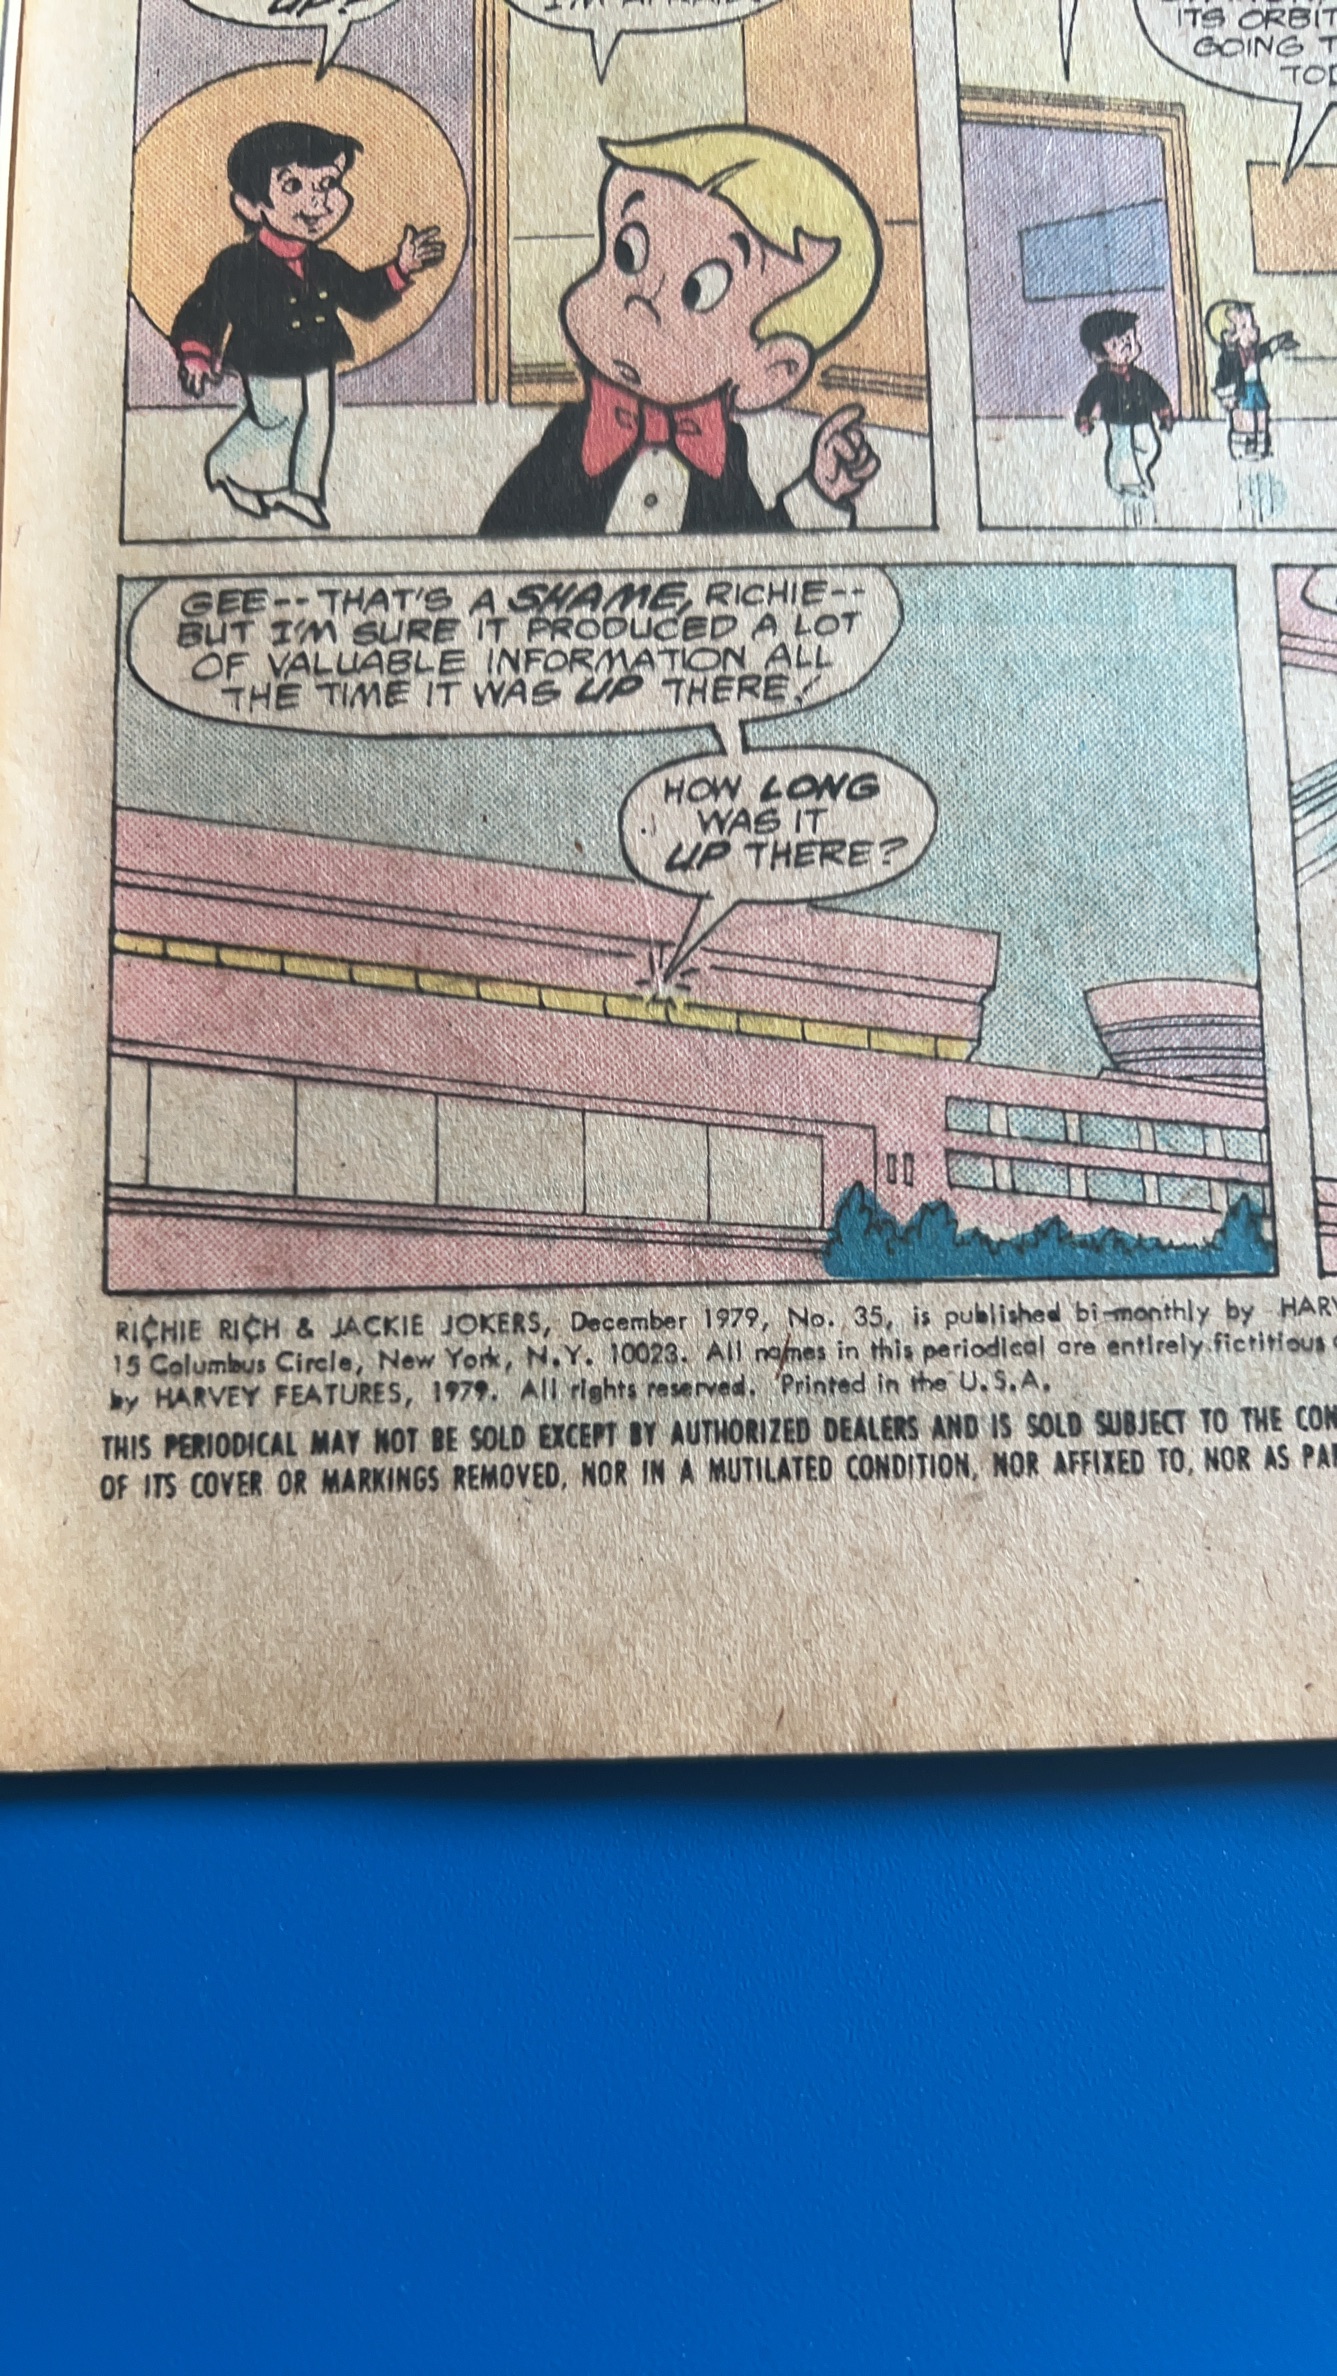 UP?
I'M AFRAID!
ITS ORBIT
GOING
GEE--THAT'S A SHAME, RICHIE--
BUT I'M SURE IT PRODUCED A LOT
OF VALUABLE INFORMATION ALL
THE TIME IT WAS UP THERE!
HOW LONG
WAS IT
UP THERE?
RI¢HIE RI¢H & JACKIE JOKERS, December 1979, No. 35, is published bi-monthly by HARV
15 Columbus Circle, New York, N.Y. 10023. All names in this periodical are entirely fictitious
by HARVEY FEATURES, 1979. All rights reserved. Printed in the U.S.A.
THIS PERIODICAL MAY NOT BE SOLD EXCEPT BY AUTHORIZED DEALERS AND IS SOLD SUBJECT TO THE CON
OF ITS COVER OR MARKINGS REMOVED, NOR IN A MUTILATED CONDITION, NOR AFFIXED TO, NOR AS PA